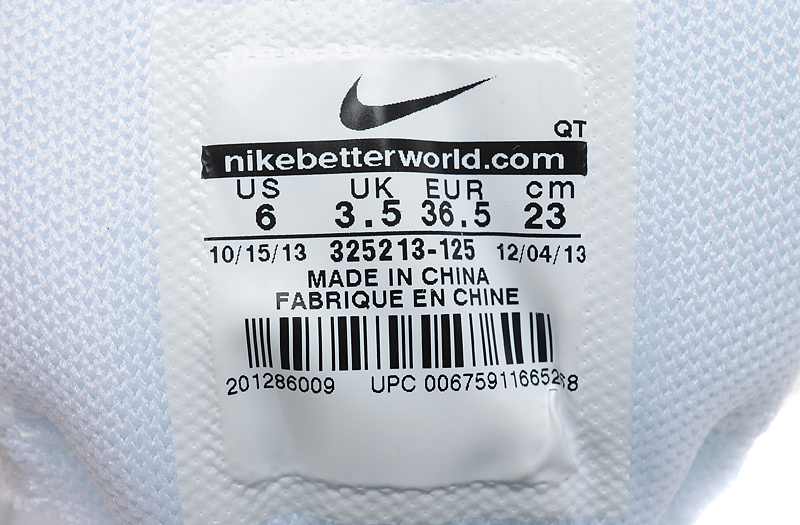 QT
nikebetterworld.com
US UK EUR cm
6 3.5 36.5 23
10/15/13 325213-125 12/04/13
MADE IN CHINA
FABRIQUE EN CHINE
201286009 UPC 00675911665268